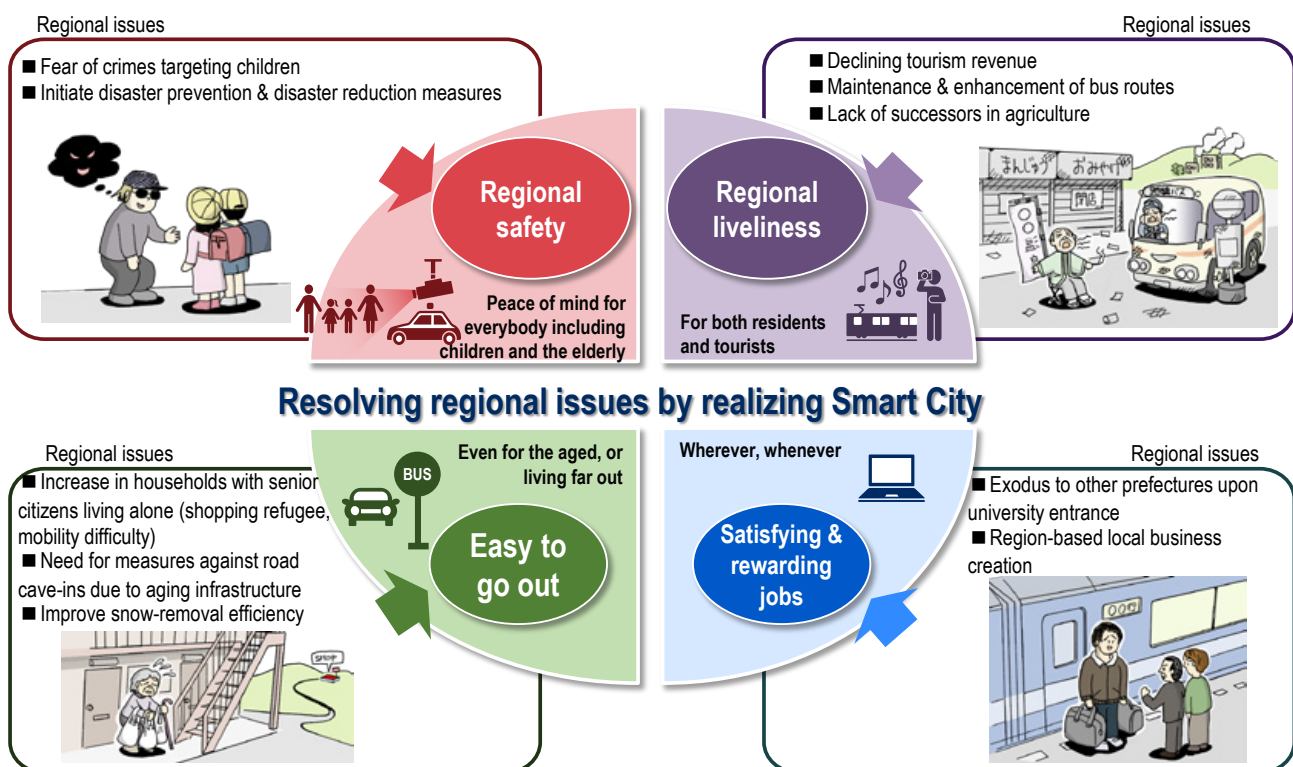 Regional issues
■ Fear of crimes targeting children
■ Initiate disaster prevention & disaster reduction measures
Regional
safety
Peace of mind for
everybody including
children and the elderly
Regional issues
■ Declining tourism revenue
■ Maintenance & enhancement of bus routes
■ Lack of successors in agriculture
まんじゅう
おみやげ
閉店
Regional
liveliness
For both residents
and tourists
Resolving regional issues by realizing Smart City
Regional issues
■ Increase in households with senior
citizens living alone (shopping refugee,
mobility difficulty)
■ Need for measures against road
cave-ins due to aging infrastructure
■ Improve snow-removal efficiency
SHOP
BUS
Even for the aged, or
living far out
Easy to
go out
Wherever, whenever
Satisfying &
rewarding
jobs
Regional issues
■ Exodus to other prefectures upon
university entrance
■ Region-based local business
creation